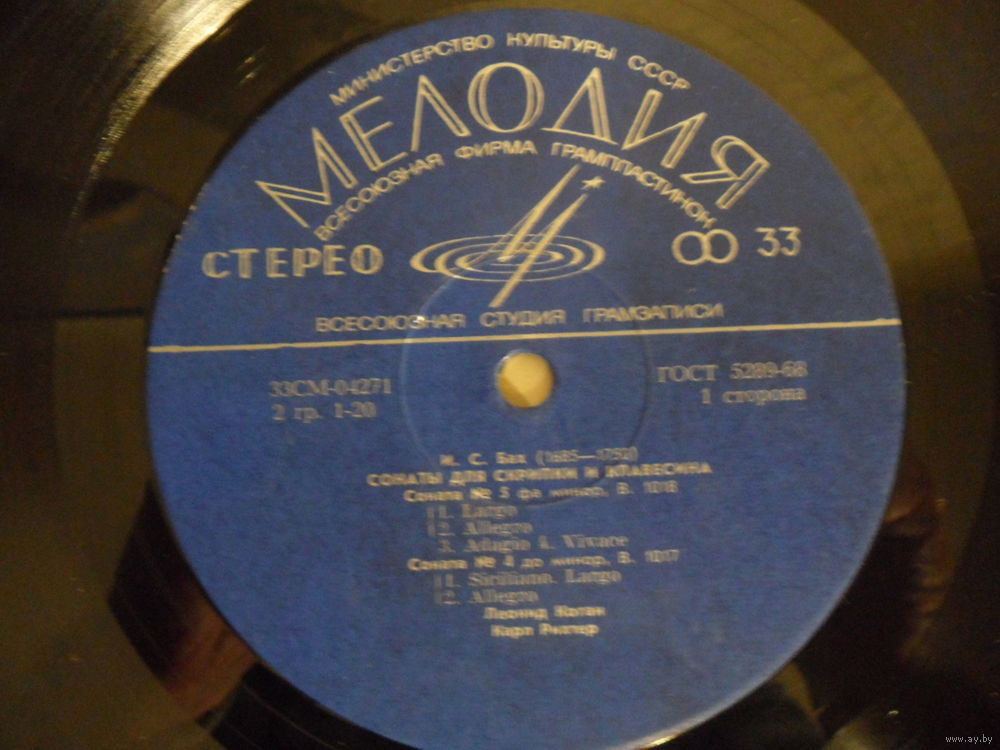 МИНИСТЕРСТВО КУЛЬТУРЫ СССР
МЕЛОДИЯ
ВСЕСОЮЗНАЯ ФИРМА ГРАМПЛАСТИНОК
СТЕРЕО
33
ВСЕСОЮЗНАЯ СТУДИЯ ГРАМЗАПИСИ
33СМ-04271
ГОСТ 5289-68
2 гр. 1-20
1 сторона
И. С. Бах (1685—1750)
СОНАТЫ ДЛЯ СКРИПКИ И КЛАВЕСИНА
Соната № 5 фа минор, В. 1018
1. Largo
2. Allegro
3. Adagio 4. Vivace
Соната № 4 до минор, В. 1017
1. Siciliano. Largo
2. Allegro
Леонид Коган
Карл Рихтер
www.ay.by